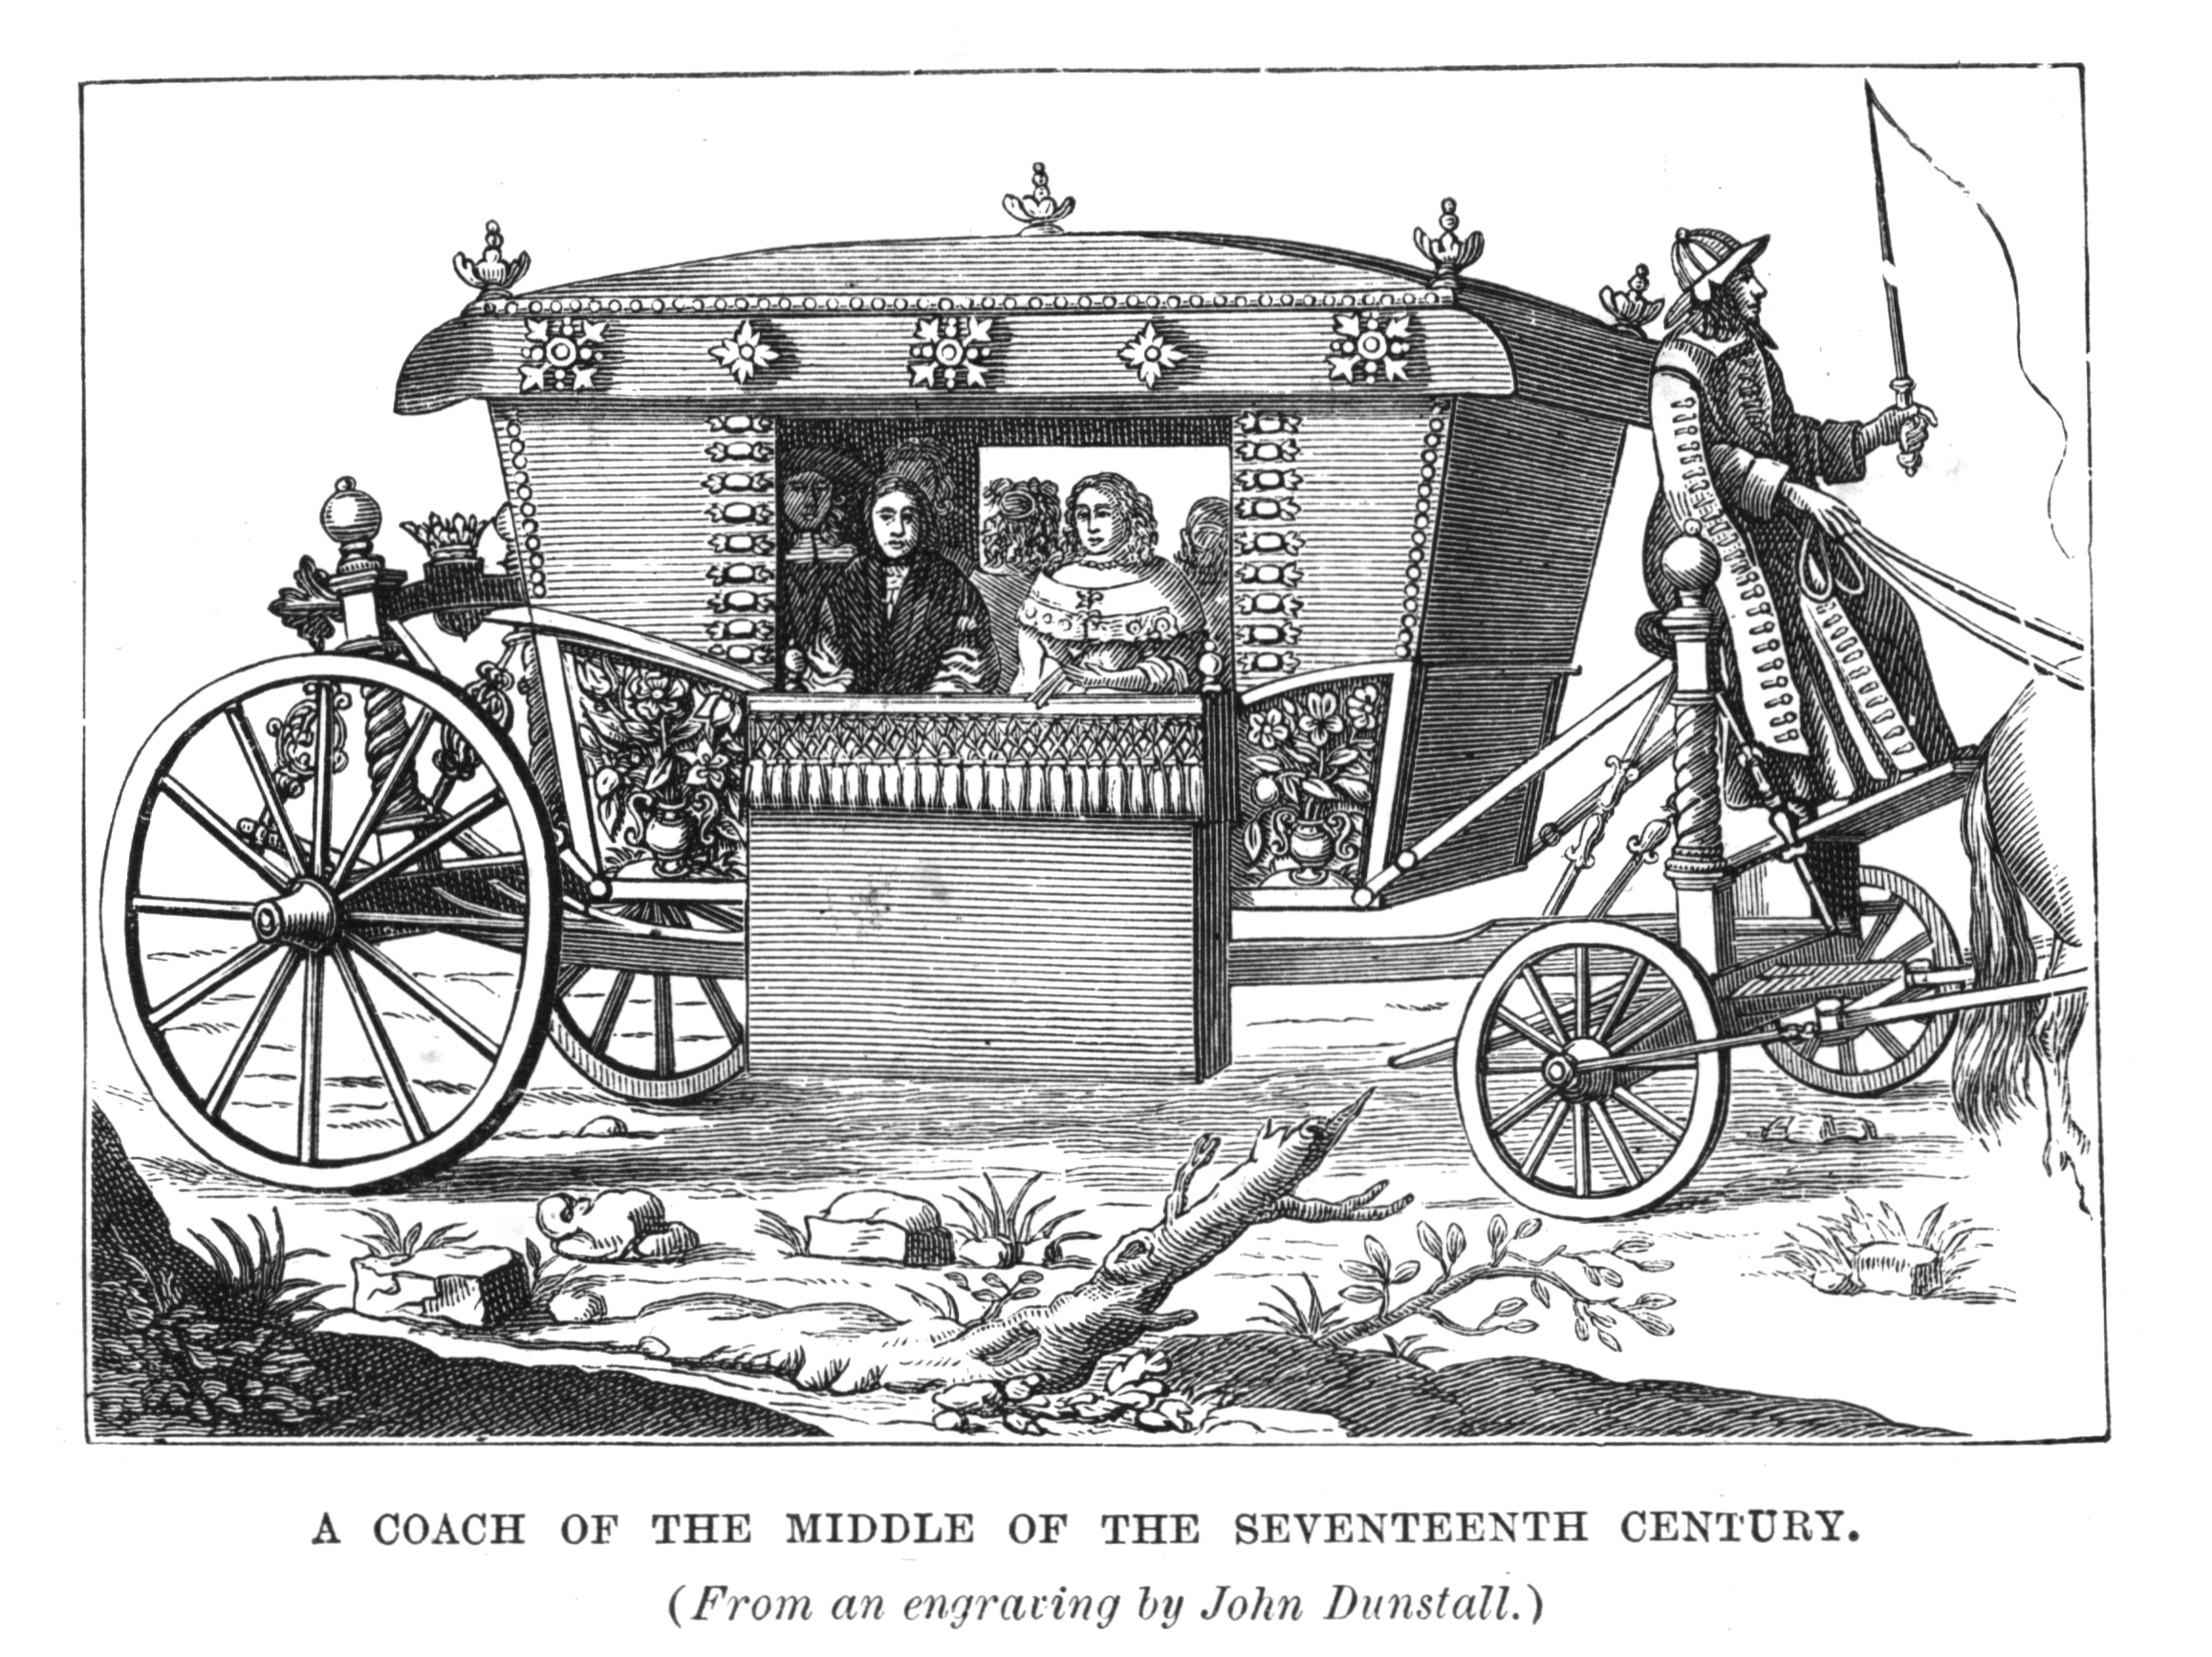 A COACH OF THE MIDDLE OF THE SEVENTEENTH CENTURY.
(From an engraving by John Dunstall.)